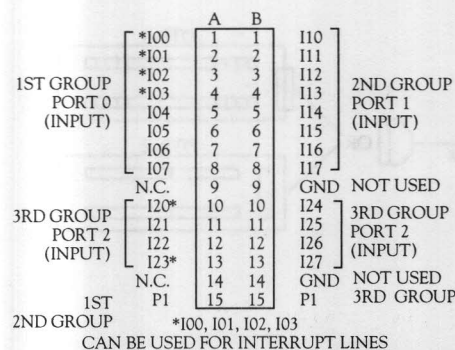 A B
*I00 1 1 I10
*I01 2 2 I11
*I02 3 3 I12
1ST GROUP *I03 4 4 I13 2ND GROUP
PORT 0 I04 5 5 I14 PORT 1
(INPUT) I05 6 6 I15 (INPUT)
I06 7 7 I16
I07 8 8 I17
N.C. 9 9 GND NOT USED
I20* 10 10 I24
3RD GROUP I21 11 11 I25 3RD GROUP
PORT 2 I22 12 12 I26 PORT 2
(INPUT) I23* 13 13 I27 (INPUT)
N.C. 14 14 GND NOT USED
1ST P1 15 15 P1 3RD GROUP
2ND GROUP *I00, I01, I02, I03
CAN BE USED FOR INTERRUPT LINES